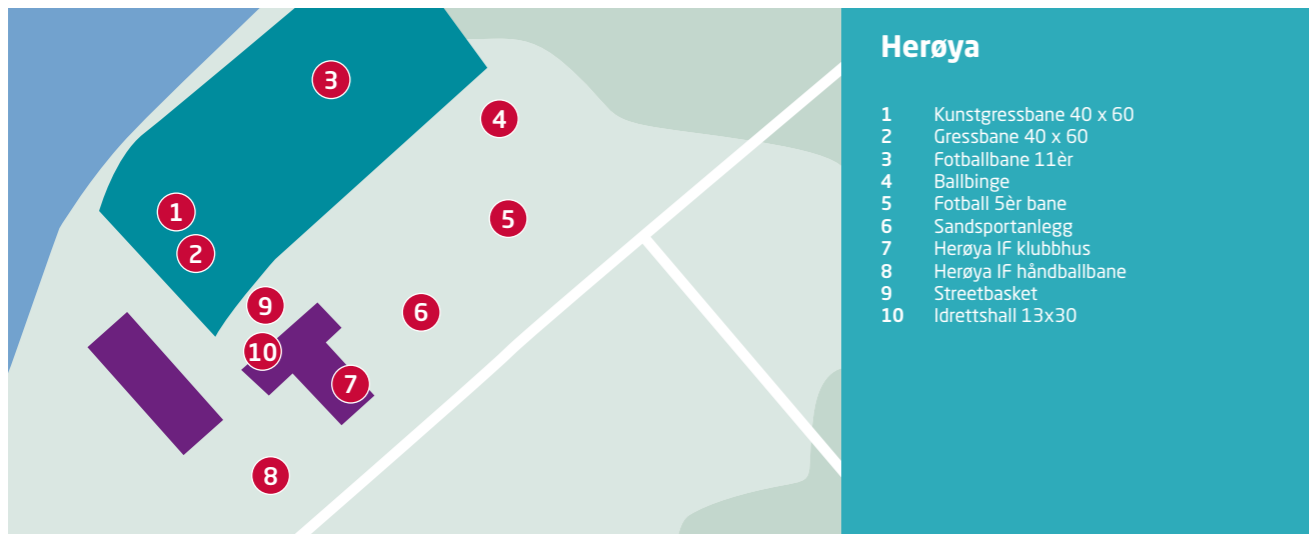 3
4
1
5
2
9
6
10
7
8
Herøya
1 Kunstgressbane 40 x 60
2 Gressbane 40 x 60
3 Fotballbane 11èr
4 Ballbinge
5 Fotball 5èr bane
6 Sandsportanlegg
7 Herøya IF klubbhus
8 Herøya IF håndballbane
9 Streetbasket
10 Idrettshall 13x30